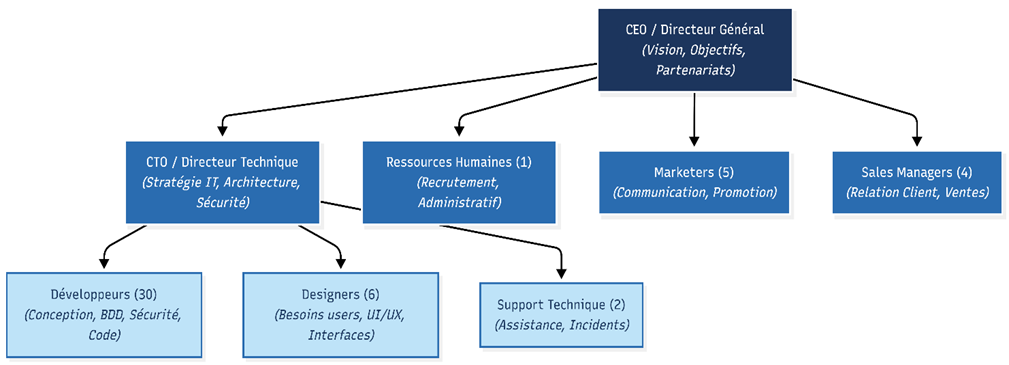 CEO / Directeur Général
(Vision, Objectifs,
Partenariats)
CTO / Directeur Technique
(Stratégie IT, Architecture,
Sécurité)
Ressources Humaines (1)
(Recrutement,
Administratif)
Marketers (5)
(Communication, Promotion)
Sales Managers (4)
(Relation Client, Ventes)
Développeurs (30)
(Conception, BDD, Sécurité,
Code)
Designers (6)
(Besoins users, UI/UX,
Interfaces)
Support Technique (2)
(Assistance, Incidents)